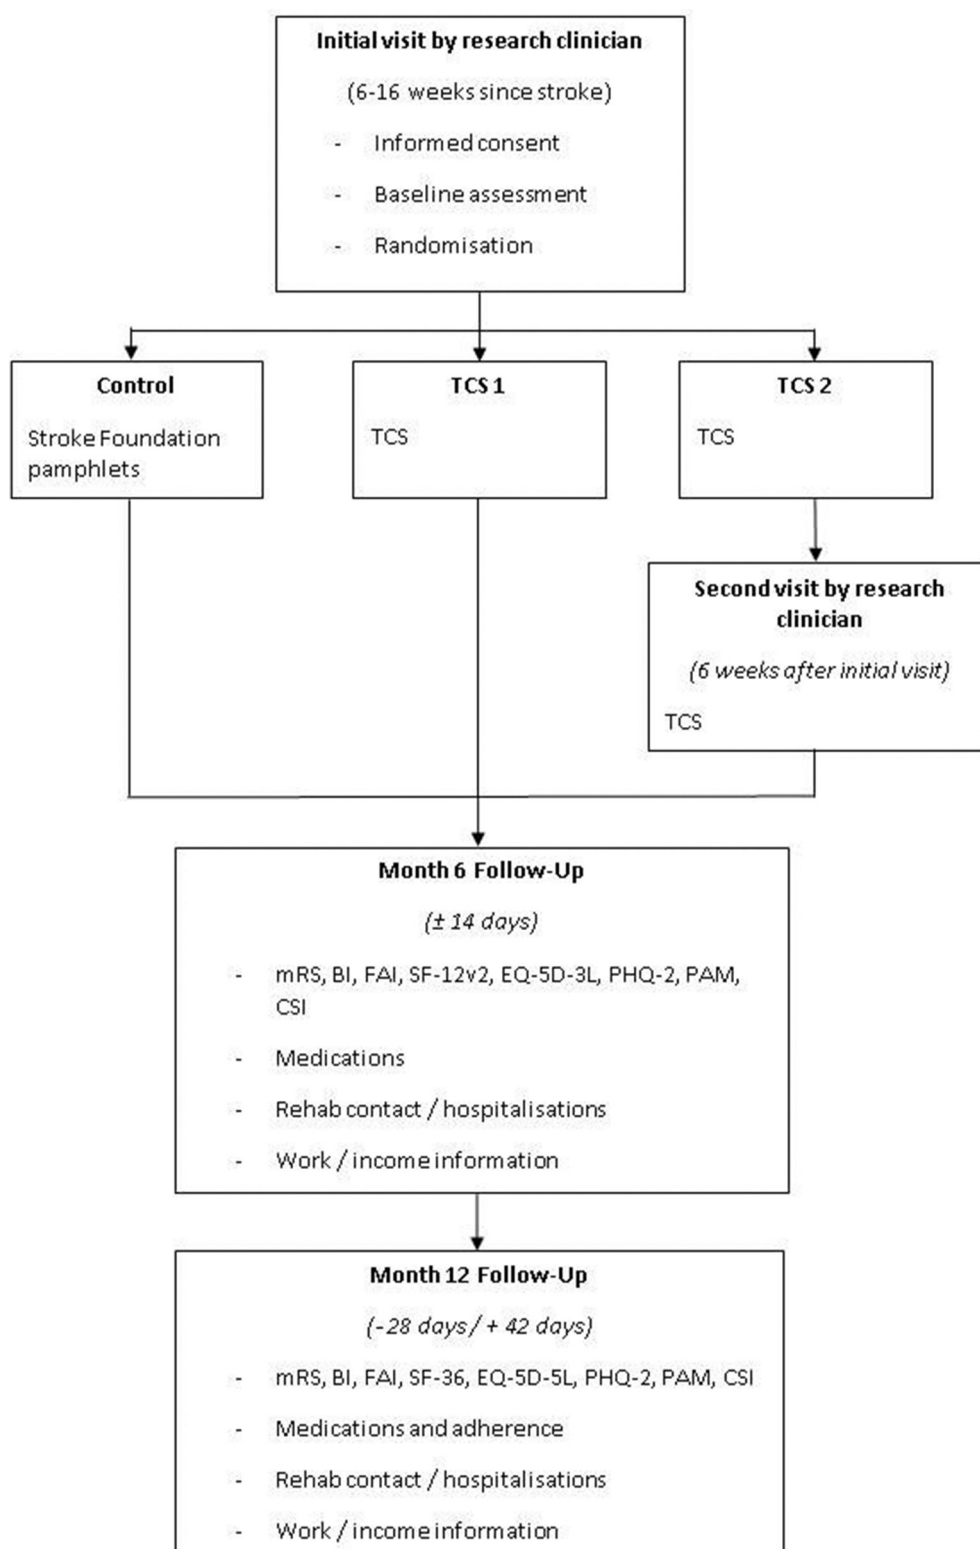 Initial visit by research clinician
(6-16 weeks since stroke)
- Informed consent
- Baseline assessment
- Randomisation
Control
Stroke Foundation
pamphlets
TCS 1
TCS
TCS 2
TCS
Second visit by research
clinician
(6 weeks after initial visit)
TCS
Month 6 Follow-Up
(± 14 days)
- mRS, BI, FAI, SF-12v2, EQ-5D-3L, PHQ-2, PAM,
CSI
- Medications
- Rehab contact / hospitalisations
- Work / income information
Month 12 Follow-Up
(-28 days / + 42 days)
- mRS, BI, FAI, SF-36, EQ-5D-5L, PHQ-2, PAM, CSI
- Medications and adherence
- Rehab contact / hospitalisations
- Work / income information